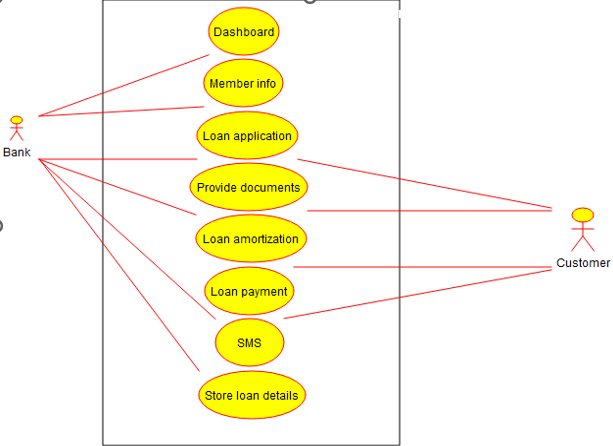 Dashboard
Member info
Loan application
Bank
Provide documents
Loan amortization
Customer
Loan payment
SMS
Store loan details